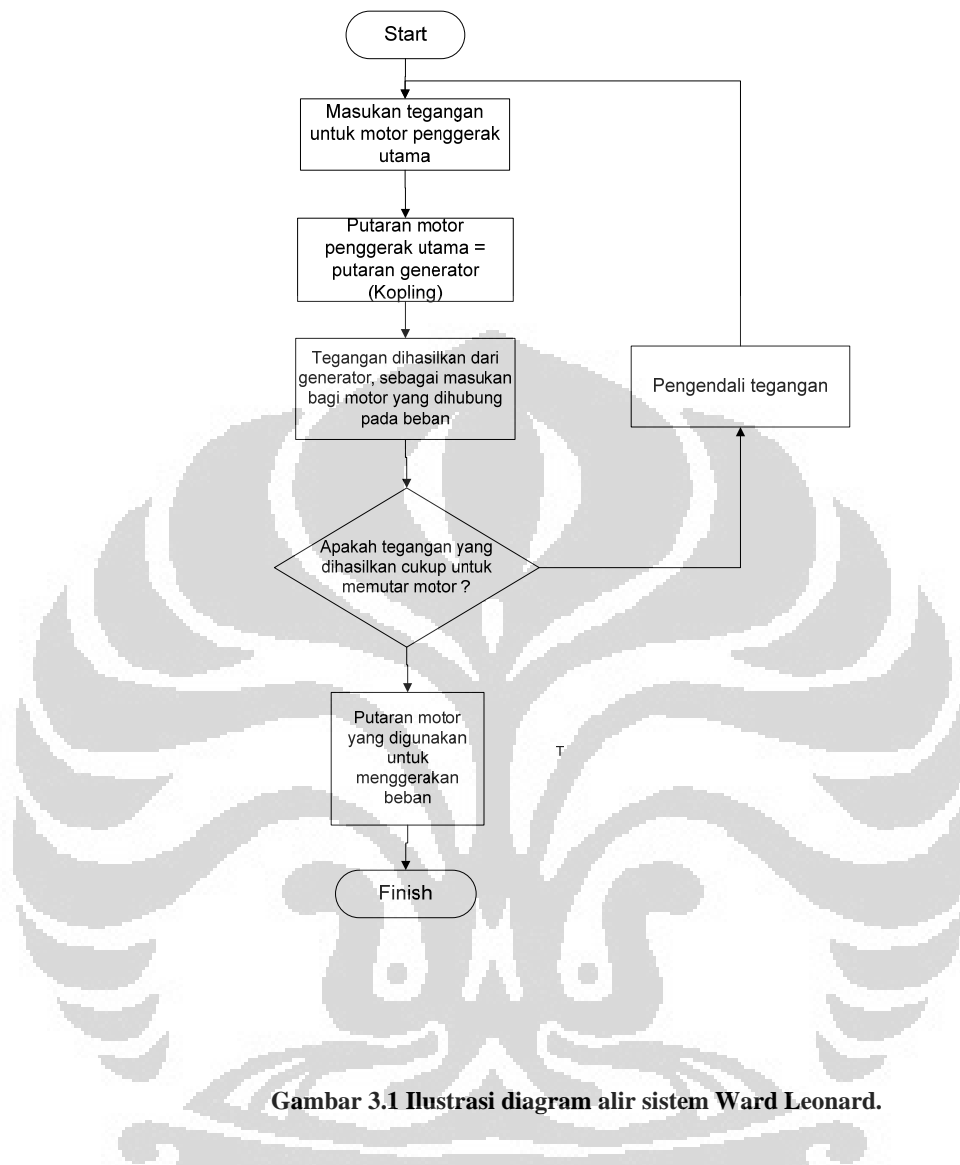 Start
Masukan tegangan
untuk motor penggerak
utama
Putaran motor
penggerak utama =
putaran generator
(Kopling)
Tegangan dihasilkan dari
generator, sebagai masukan
bagi motor yang dihubung
pada beban
Pengendali tegangan
Apakah tegangan yang
dihasilkan cukup untuk
memutar motor ?
Putaran motor
yang digunakan
untuk
menggerakan
beban
T
Finish
Gambar 3.1 Ilustrasi diagram alir sistem Ward Leonard.